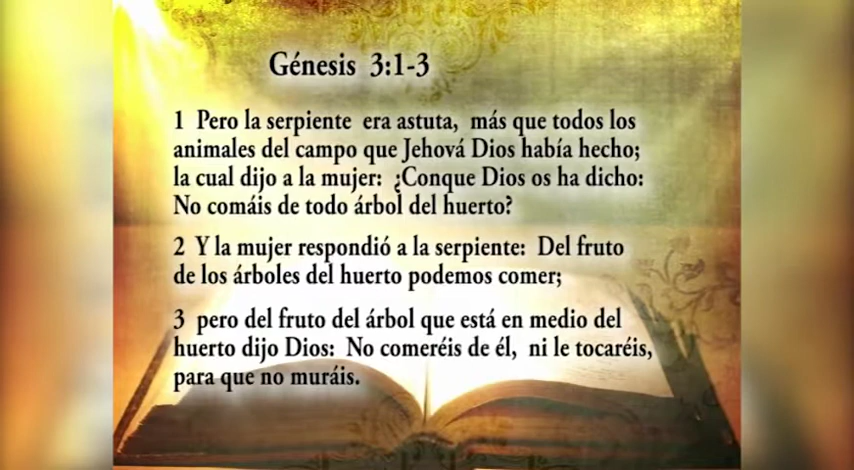 Génesis 3:1-3
1 Pero la serpiente era astuta, más que todos los
animales del campo que Jehová Dios había hecho;
la cual dijo a la mujer: ¿Conque Dios os ha dicho:
No comáis de todo árbol del huerto?
2 Y la mujer respondió a la serpiente: Del fruto
de los árboles del huerto podemos comer;
3 pero del fruto del árbol que está en medio del
huerto dijo Dios: No comeréis de él, ni le tocaréis,
para que no muráis.